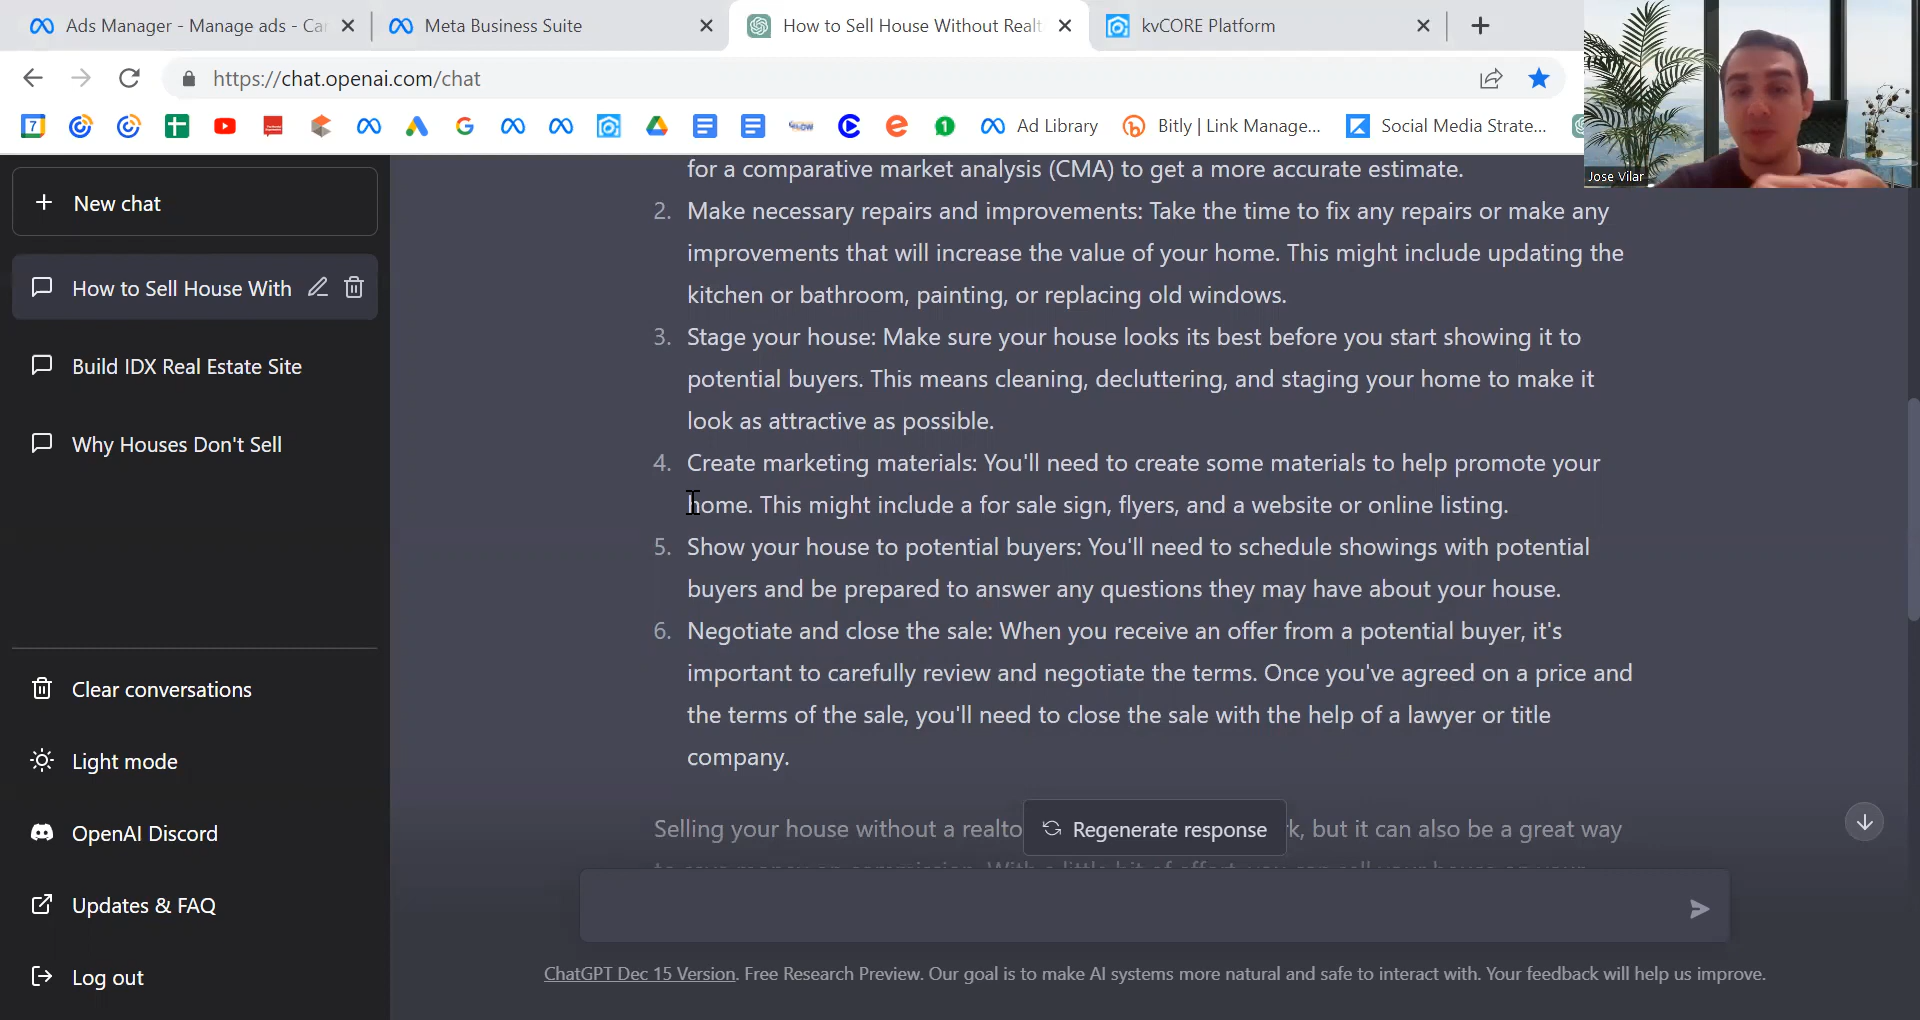 Ads Manager - Manage ads - Ca
Meta Business Suite
How to Sell House Without Realt
kvCORE Platform
https://chat.openai.com/chat
7
1
Ad Library
Bitly | Link Manage...
Social Media Strate...
Jose Vilar
New chat
How to Sell House With
Build IDX Real Estate Site
Why Houses Don't Sell
Clear conversations
Light mode
OpenAI Discord
Updates & FAQ
Log out
for a comparative market analysis (CMA) to get a more accurate estimate.
2. Make necessary repairs and improvements: Take the time to fix any repairs or make any
improvements that will increase the value of your home. This might include updating the
kitchen or bathroom, painting, or replacing old windows.
3. Stage your house: Make sure your house looks its best before you start showing it to
potential buyers. This means cleaning, decluttering, and staging your home to make it
look as attractive as possible.
4. Create marketing materials: You'll need to create some materials to help promote your
home. This might include a for sale sign, flyers, and a website or online listing.
5. Show your house to potential buyers: You'll need to schedule showings with potential
buyers and be prepared to answer any questions they may have about your house.
6. Negotiate and close the sale: When you receive an offer from a potential buyer, it's
important to carefully review and negotiate the terms. Once you've agreed on a price and
the terms of the sale, you'll need to close the sale with the help of a lawyer or title
company.
Selling your house without a realto
k, but it can also be a great way
Regenerate response
ChatGPT Dec 15 Version. Free Research Preview. Our goal is to make AI systems more natural and safe to interact with. Your feedback will help us improve.